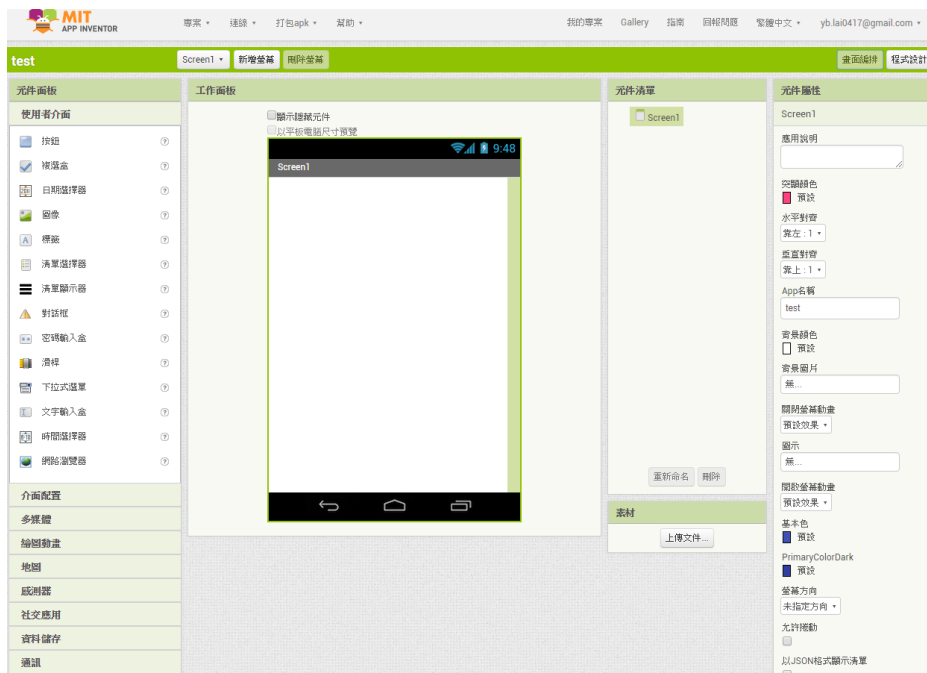 MIT
APP INVENTOR
專案 連線 打包apk 幫助 我的專案 Gallery 指南 回報問題 繁體中文 yb.lai0417@gmail.com
test Screen1 新增螢幕 刪除螢幕 畫面編排 程式設計
元件面板
使用者介面
按鈕
複選盒
日期選擇器
圖像
標籤
清單選擇器
清單顯示器
對話框
密碼輸入盒
滑桿
下拉式選單
文字輸入盒
時間選擇器
網路瀏覽器
介面配置
多媒體
繪圖動畫
地圖
感測器
社交應用
資料儲存
通訊
工作面板
顯示隱藏元件
以平板電腦尺寸預覽
9:48
Screen1
元件清單
Screen1
重新命名 刪除
素材
上傳文件...
元件屬性
Screen1
應用說明
突顯顏色
預設
水平對齊
靠左 : 1
垂直對齊
靠上 : 1
App名稱
test
背景顏色
預設
背景圖片
無...
關閉螢幕動畫
預設效果
圖示
無...
開啟螢幕動畫
預設效果
基本色
預設
PrimaryColorDark
預設
螢幕方向
未指定方向
允許捲動
以JSON格式顯示清單